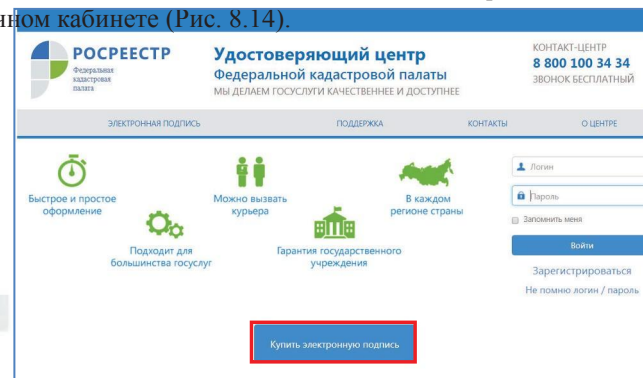 ном кабинете (Рис. 8.14).
РОСРЕЕСТР
Федеральная
кадастровая
палата
Удостоверяющий центр
Федеральной кадастровой палаты
МЫ ДЕЛАЕМ ГОСУСЛУГИ КАЧЕСТВЕННЕЕ И ДОСТУПНЕЕ
КОНТАКТ-ЦЕНТР
8 800 100 34 34
ЗВОНОК БЕСПЛАТНЫЙ
ЭЛЕКТРОННАЯ ПОДПИСЬ ПОДДЕРЖКА КОНТАКТЫ О ЦЕНТРЕ
Быстрое и простое
оформление
Можно вызвать
курьера
В каждом
регионе страны
Подходит для
большинства госуслуг
Гарантия государственного
учреждения
Логин
Пароль
Запомнить меня
Войти
Зарегистрироваться
Не помню логин / пароль
Купить электронную подпись